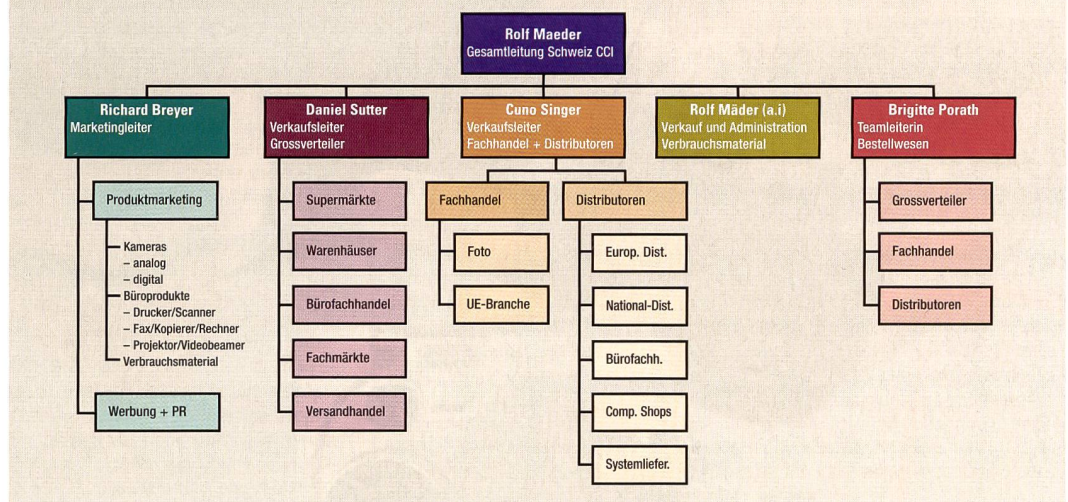 Rolf Maeder
Gesamtleitung Schweiz CCI
Richard Breyer
Marketingleiter
Produktmarketing
Kameras
– analog
– digital
Büroprodukte
– Drucker/Scanner
– Fax/Kopierer/Rechner
– Projektor/Videobeamer
Verbrauchsmaterial
Werbung + PR
Daniel Sutter
Verkaufsleiter
Grossverteiler
Supermärkte
Warenhäuser
Bürofachhandel
Fachmärkte
Versandhandel
Cuno Singer
Verkaufsleiter
Fachhandel + Distributoren
Fachhandel
Foto
UE-Branche
Distributoren
Europ. Dist.
National-Dist.
Bürofachh.
Comp. Shops
Systemliefer.
Rolf Mäder (a.i)
Verkauf und Administration
Verbrauchsmaterial
Brigitte Porath
Teamleiterin
Bestellwesen
Grossverteiler
Fachhandel
Distributoren